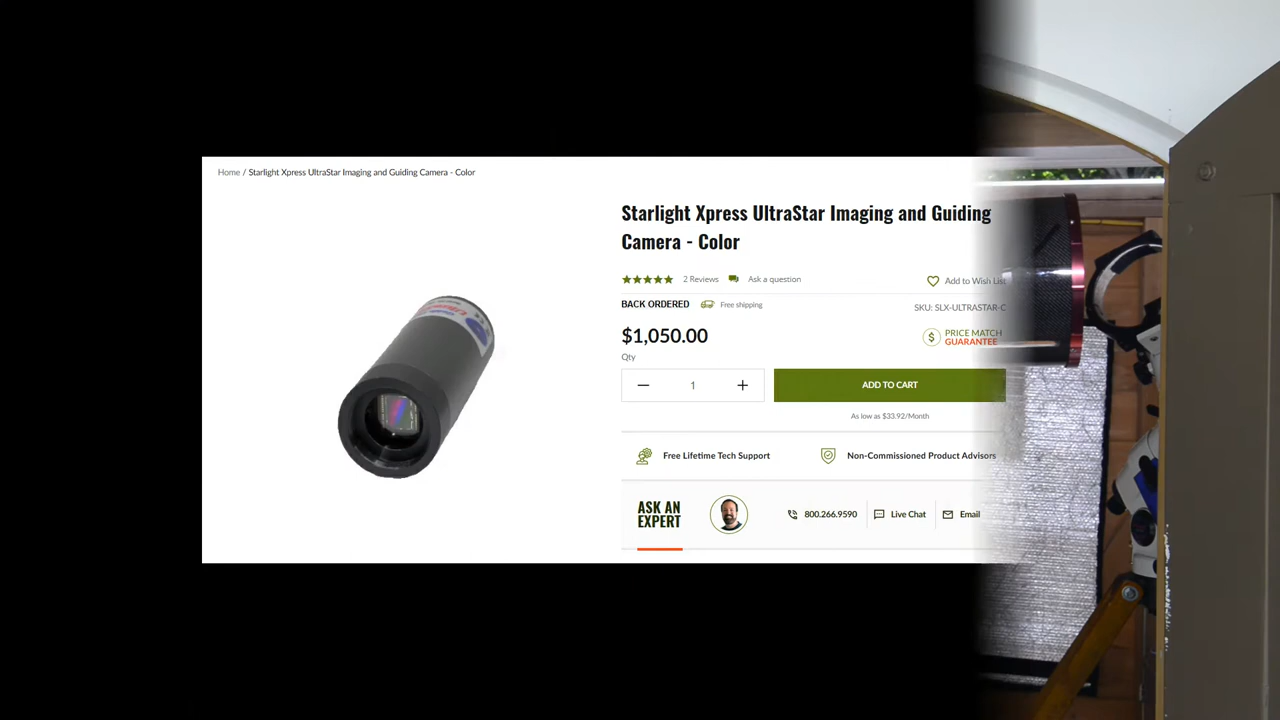 Home / Starlight Xpress UltraStar Imaging and Guiding Camera - Color
Starlight Xpress UltraStar Imaging and Guiding
Camera - Color
2 Reviews Ask a question Add to Wish List
BACK ORDERED Free shipping SKU: SLX-ULTRASTAR-C
$1,050.00 PRICE MATCH
GUARANTEE
Qty
1 ADD TO CART
As low as $33.92/Month
Free Lifetime Tech Support Non-Commissioned Product Advisors
ASK AN
EXPERT
800.266.9590 Live Chat Email